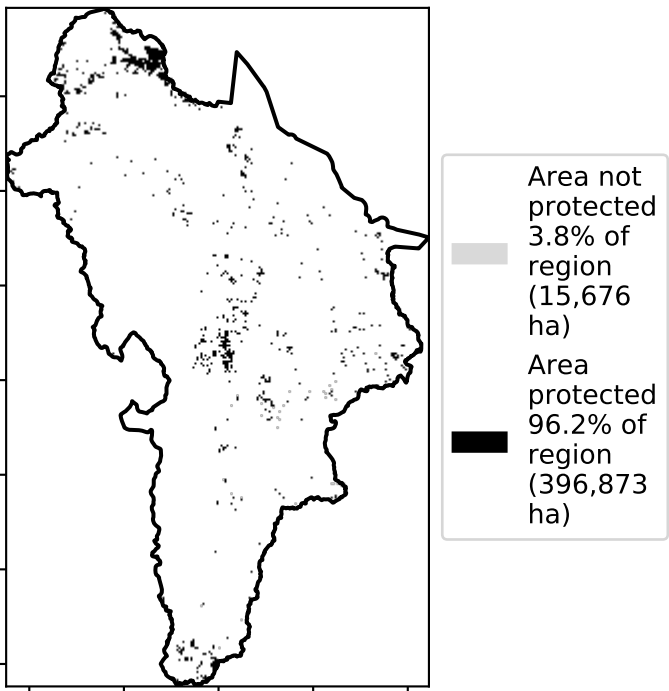 Area not
protected
3.8% of
region
(15,676
ha)
Area
protected
96.2% of
region
(396,873
ha)